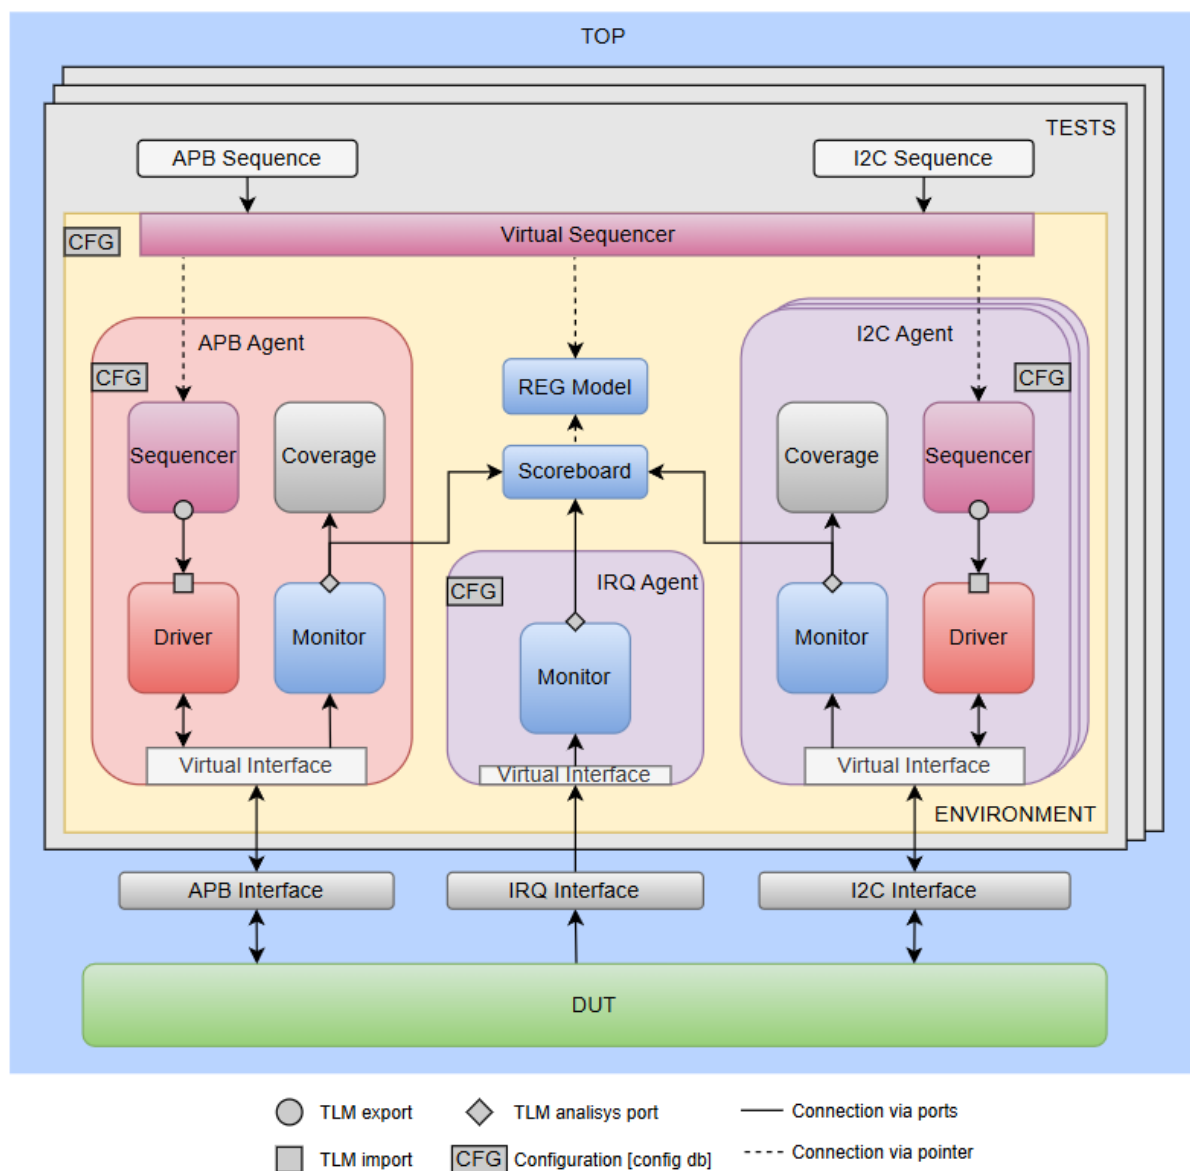 TOP
TESTS
APB Sequence
I2C Sequence
Virtual Sequencer
CFG
APB Agent
I2C Agent
CFG
REG Model
CFG
Sequencer
Coverage
Scoreboard
Coverage
Sequencer
CFG
IRQ Agent
Driver
Monitor
Monitor
Monitor
Driver
Virtual Interface
Virtual Interface
Virtual Interface
ENVIRONMENT
APB Interface
IRQ Interface
I2C Interface
DUT
TLM export
TLM analisys port
Connection via ports
TLM import
CFG
Configuration [config db]
Connection via pointer